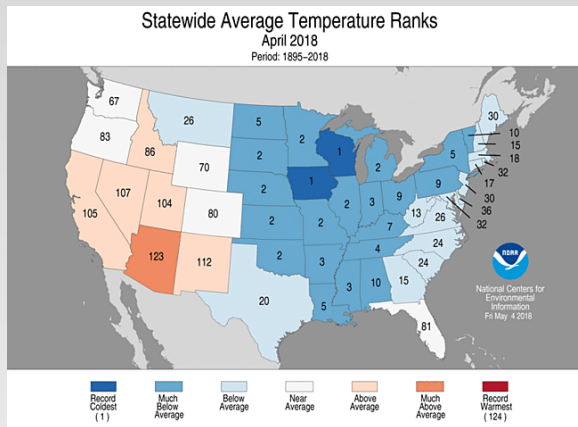 Statewide Average Temperature Ranks
April 2018
Period: 1895-2018
67
83
26
5
2
1
2
30
10
15
18
32
17
30
36
32
86
70
2
1
5
9
105
107
104
80
2
2
2
3
9
13
26
2
2
7
24
123
112
2
3
4
24
20
5
3
10
15
81
NOAA
National Centers for
Environmental
Information
Fri May 4 2018
Record
Coldest
( 1 )
Much
Below
Average
Below
Average
Near
Average
Above
Average
Much
Above
Average
Record
Warmest
( 124 )